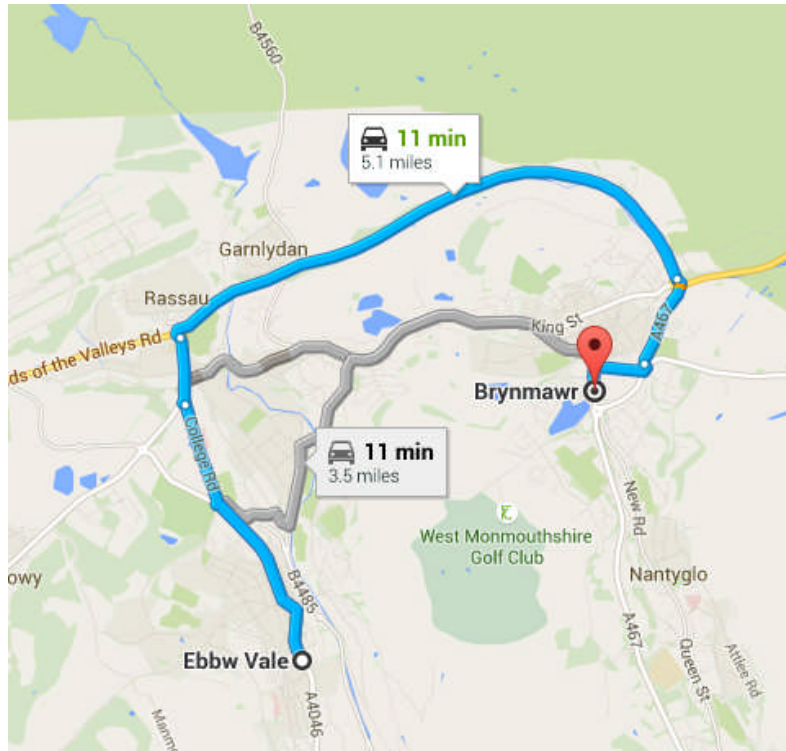 B4560
11 min
5.1 miles
Garnlydan
Rassau
ds of the Valleys Rd
King St
A467
Brynmawr
College Rd
11 min
3.5 miles
West Monmouthshire
Golf Club
New Rd
Nantyglo
owy
B4485
Ebbw Vale
A4046
A467
Queen St
Attlee Rd
Manmo